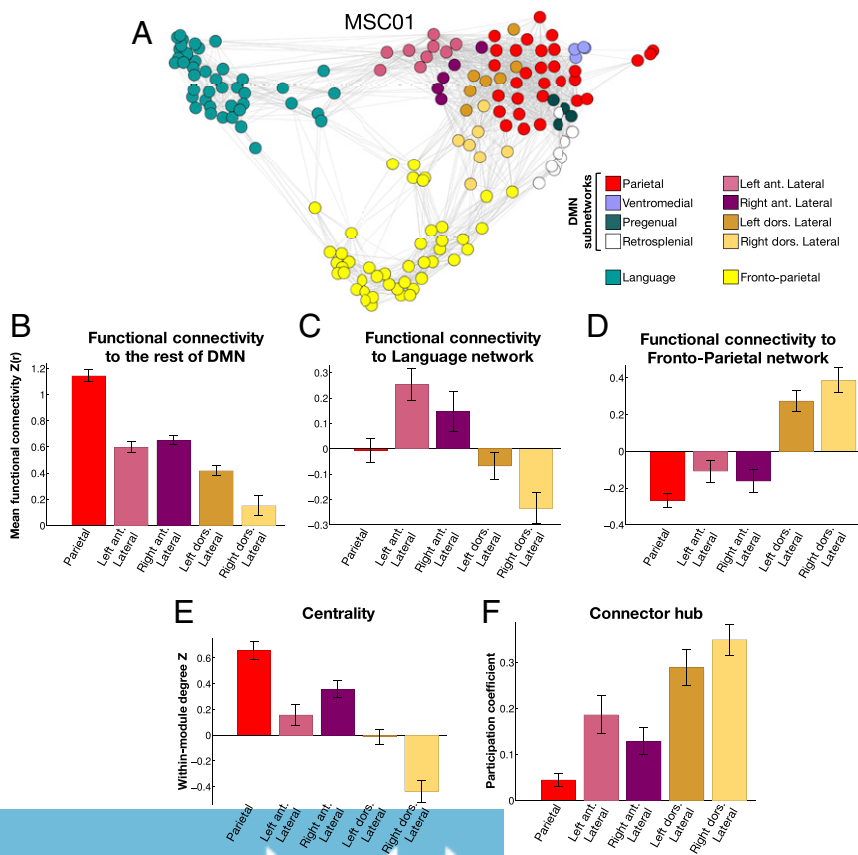 A
MSC01
DMN
subnetworks
Parietal
Ventromedial
Pregenual
Retrosplenial
Language
Left ant. Lateral
Right ant. Lateral
Left dors. Lateral
Right dors. Lateral
Fronto-parietal
B
Functional connectivity
to the rest of DMN
Mean functional connectivity Z(r)
1.2
1
0.8
0.6
0.4
0.2
0
Parietal
Left ant.
Lateral
Right ant.
Lateral
Left dors.
Lateral
Right dors.
Lateral
C
Functional connectivity
to Language network
0.3
0.2
0.1
0
−0.1
−0.2
−0.3
Parietal
Left ant.
Lateral
Right ant.
Lateral
Left dors.
Lateral
Right dors.
Lateral
D
Functional connectivity to
Fronto-Parietal network
0.4
0.2
0
−0.2
−0.4
Parietal
Left ant.
Lateral
Right ant.
Lateral
Left dors.
Lateral
Right dors.
Lateral
E
Centrality
Within-module degree Z
0.6
0.4
0.2
0
−0.2
−0.4
Parietal
Left ant.
Lateral
Right ant.
Lateral
Left dors.
Lateral
Right dors.
Lateral
F
Connector hub
Participation coefficient
0.3
0.2
0.1
0
Parietal
Left ant.
Lateral
Right ant.
Lateral
Left dors.
Lateral
Right dors.
Lateral